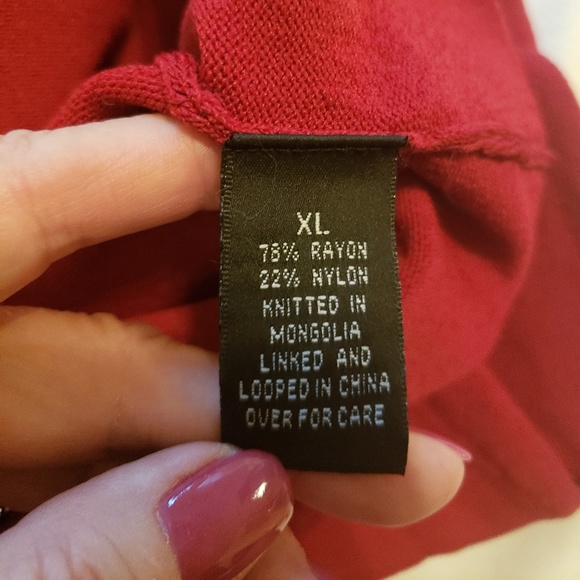 XL
78% RAYON
22% NYLON
KNITTED IN
MONGOLIA
LINKED AND
LOOPED IN CHINA
OVER FOR CARE